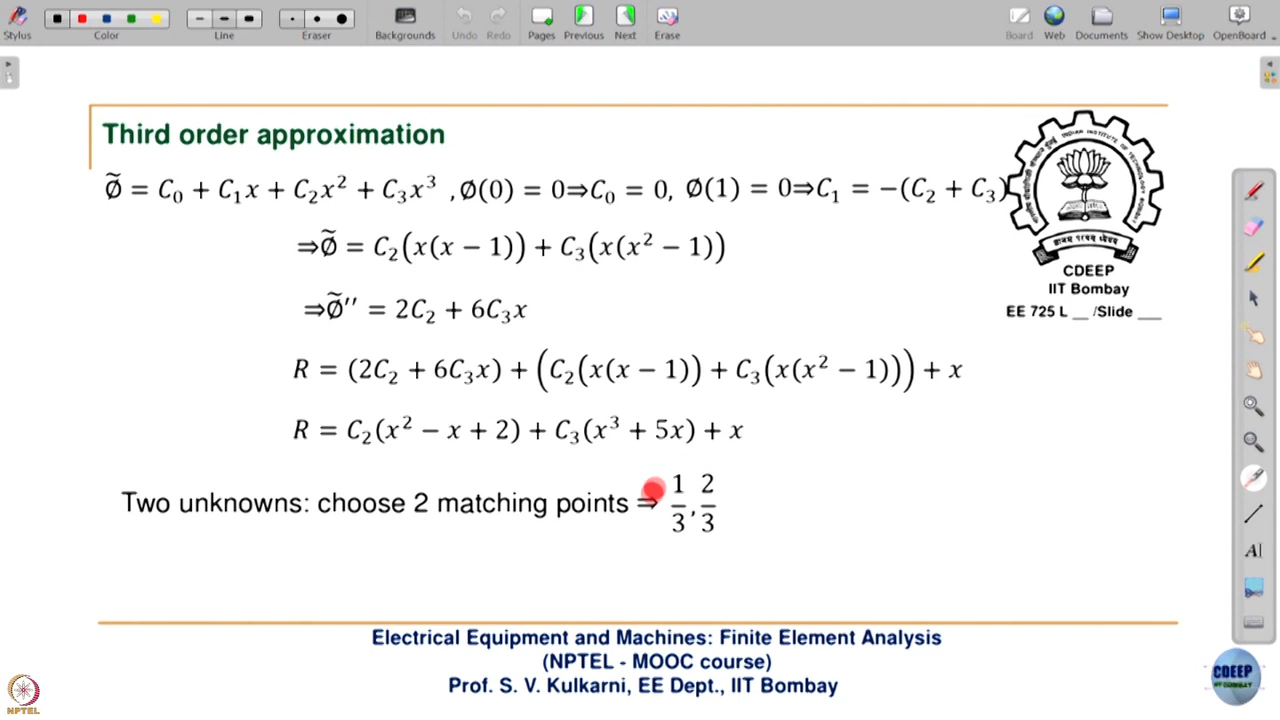 Stylus Color Line Eraser Backgrounds Undo Redo Pages Previous Next Erase Board Web Documents Show Desktop OpenBoard
Third order approximation
∅̃ = C₀ + C₁x + C₂x² + C₃x³ , ∅(0) = 0⇒C₀ = 0, ∅(1) = 0⇒C₁ = −(C₂ + C₃)
⇒∅̃ = C₂(x(x − 1)) + C₃(x(x² − 1))
⇒∅̃′′ = 2C₂ + 6C₃x
R = (2C₂ + 6C₃x) + (C₂(x(x − 1)) + C₃(x(x² − 1))) + x
R = C₂(x² − x + 2) + C₃(x³ + 5x) + x
Two unknowns: choose 2 matching points ⇒ 1/3, 2/3
CDEEP
IIT Bombay
EE 725 L __ /Slide ___
AI
Electrical Equipment and Machines: Finite Element Analysis
(NPTEL - MOOC course)
Prof. S. V. Kulkarni, EE Dept., IIT Bombay
NPTEL
CDEEP
IIT BOMBAY